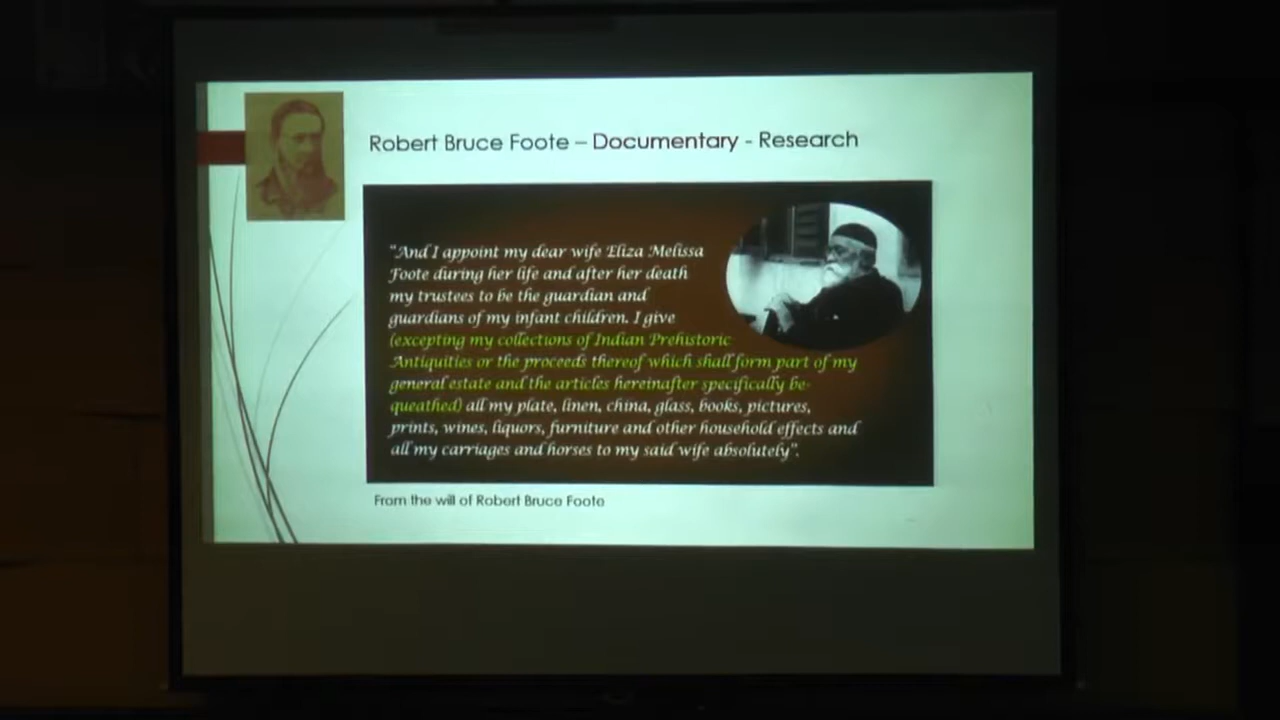 Robert Bruce Foote – Documentary - Research
"And I appoint my dear wife Eliza Melissa
Foote during her life and after her death
my trustees to be the guardian and
guardians of my infant children. I give
(excepting my collections of Indian Prehistoric
Antiquities or the proceeds thereof which shall form part of my
general estate and the articles hereinafter specifically be-
queathed) all my plate, linen, china, glass, books, pictures,
prints, wines, liquors, furniture and other household effects and
all my carriages and horses to my said wife absolutely".
From the will of Robert Bruce Foote